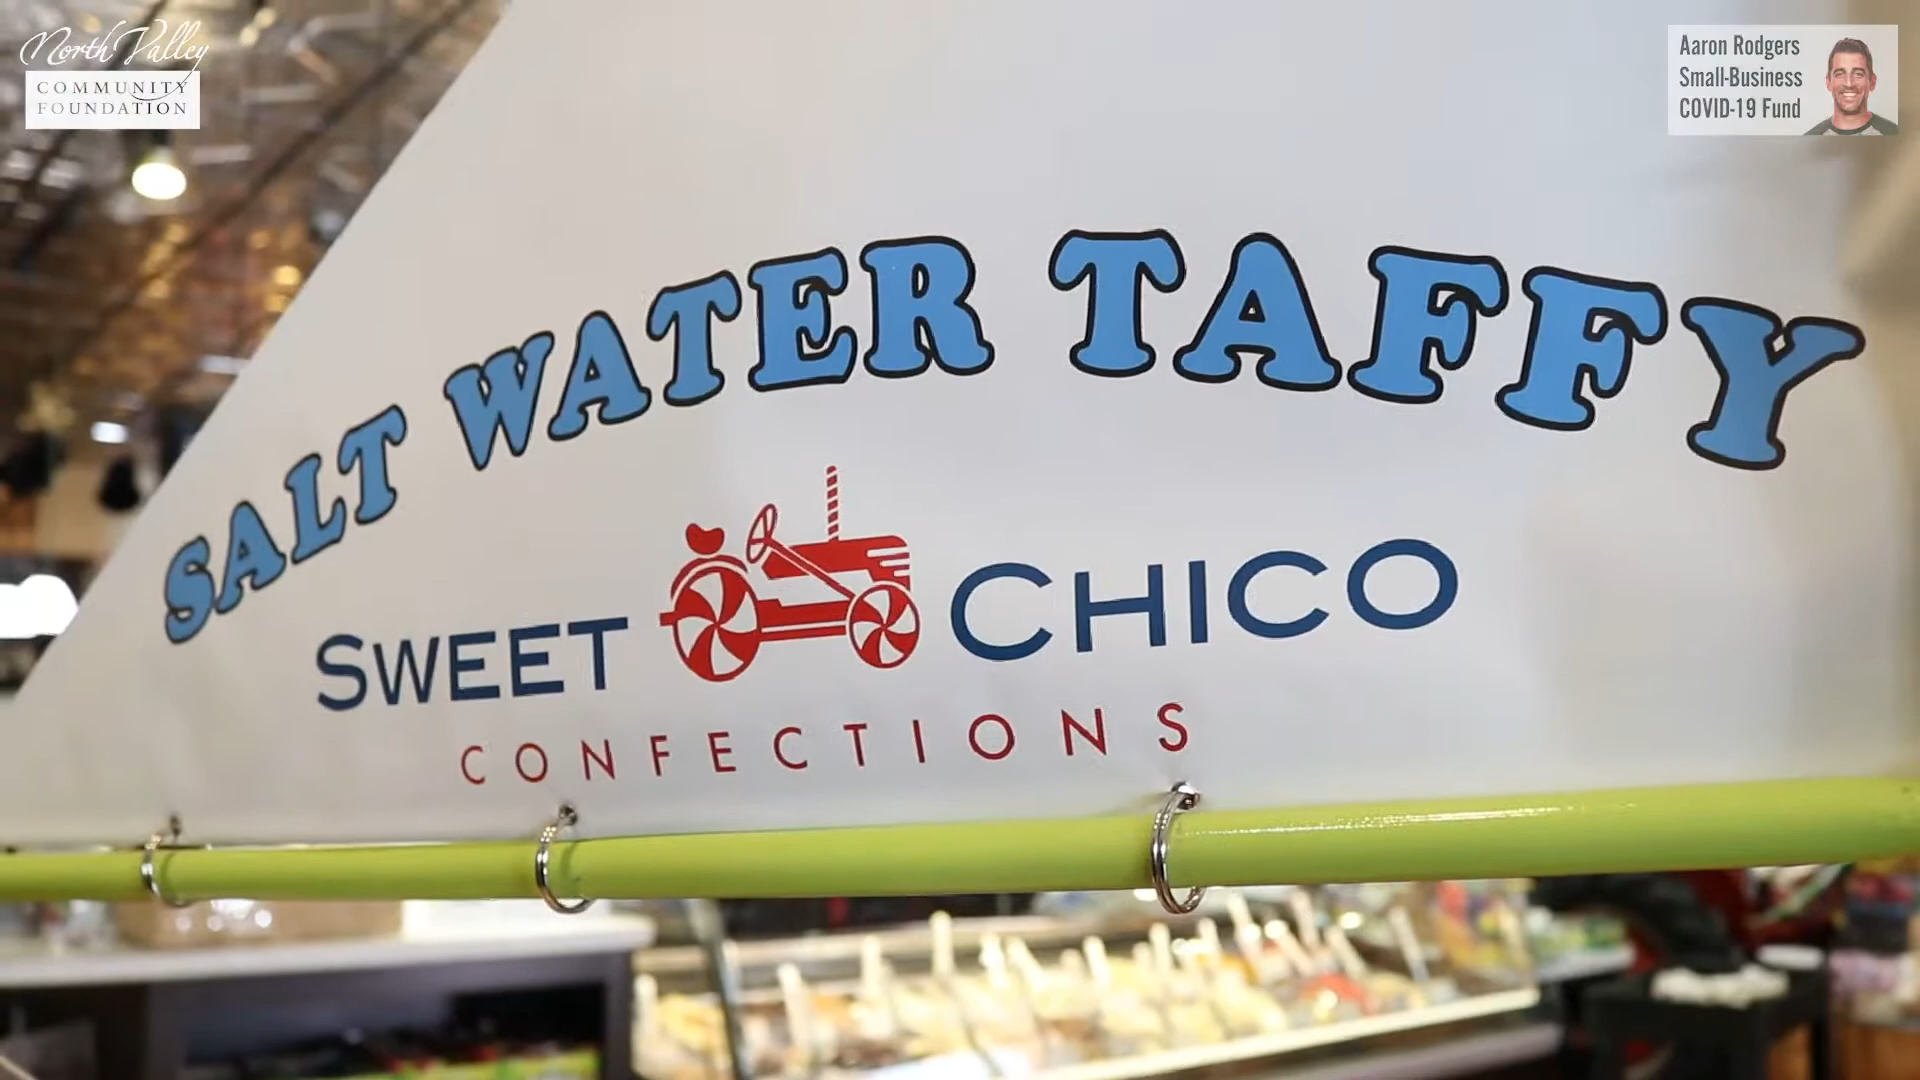 North Valley
COMMUNITY
FOUNDATION
Aaron Rodgers
Small-Business
COVID-19 Fund
SALT WATER TAFFY
SWEET CHICO
CONFECTIONS